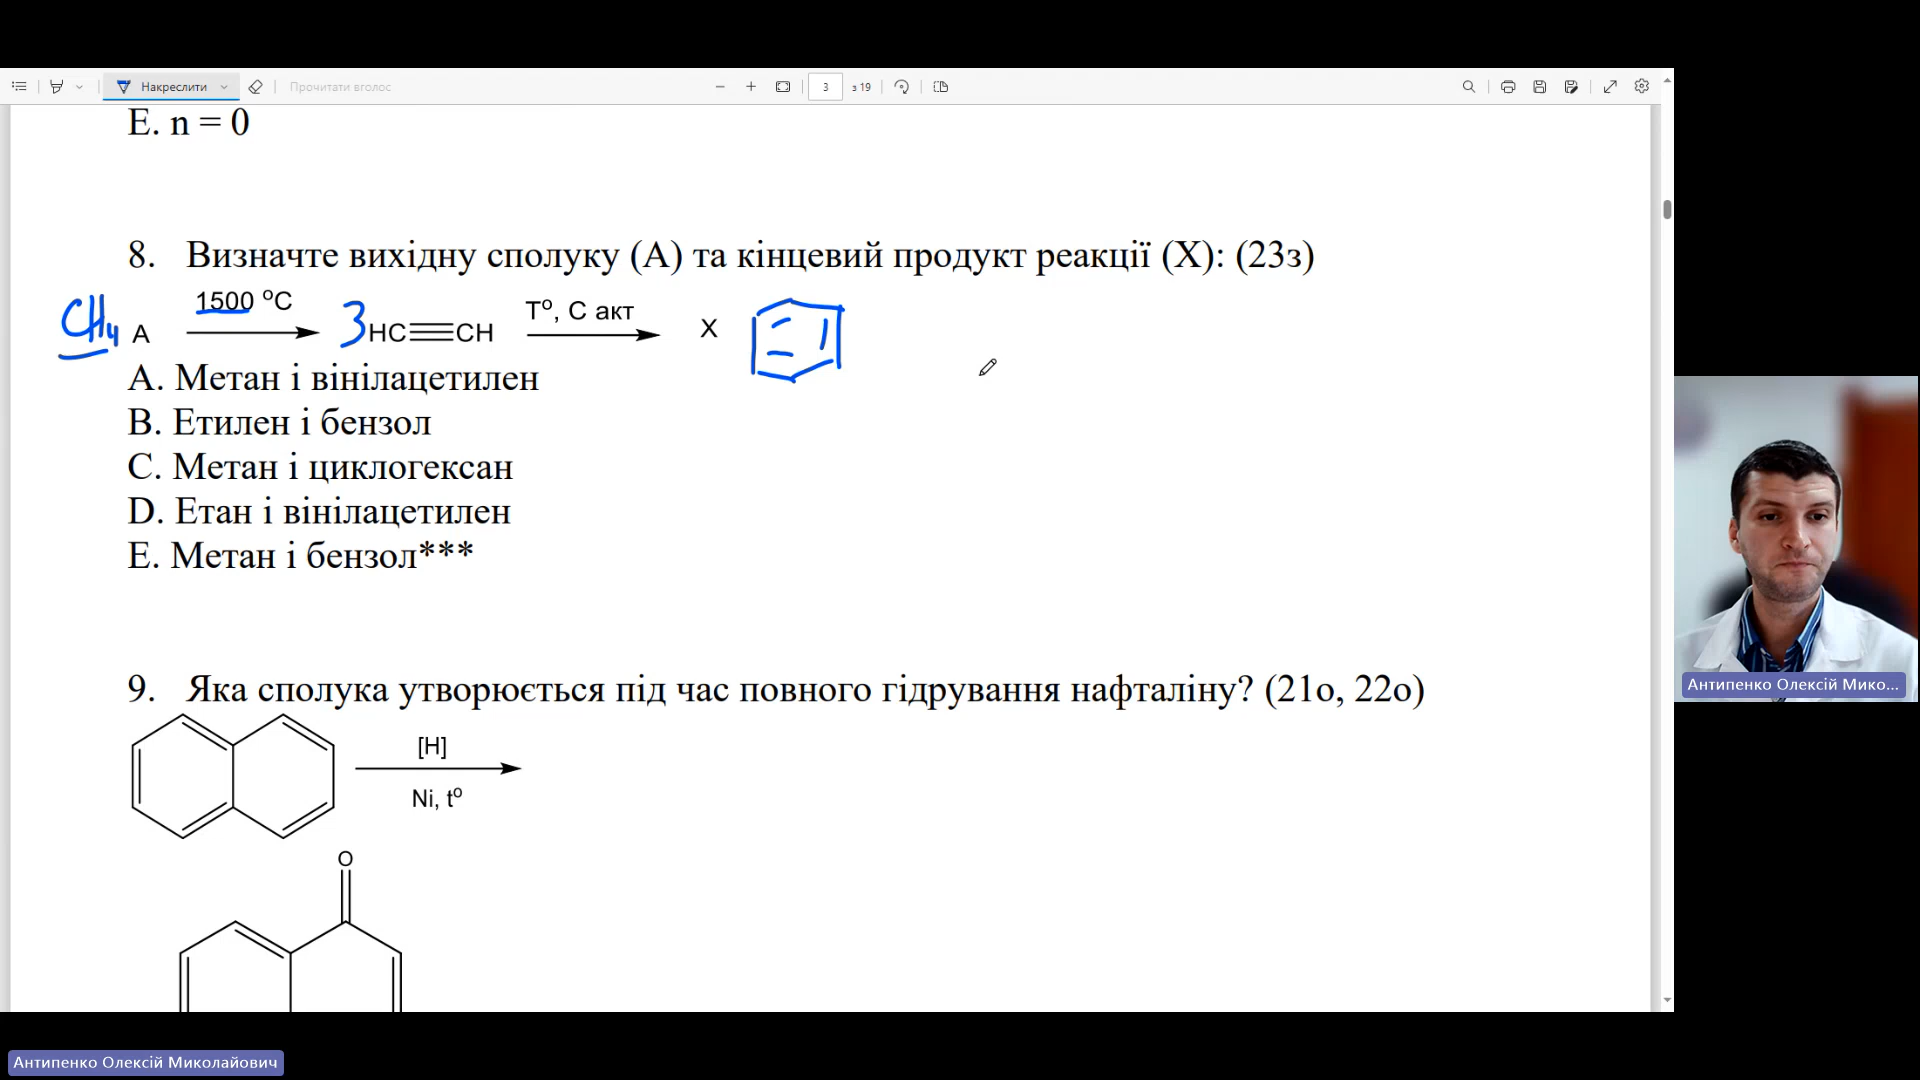 Накреслити
Прочитати вголос
3 з 19
E. n = 0
8. Визначте вихідну сполуку (А) та кінцевий продукт реакції (Х): (23з)
CH4 A 1500 °C 3 HC≡CH T°, C акт X
A. Метан і вінілацетилен
B. Етилен і бензол
C. Метан і циклогексан
D. Етан і вінілацетилен
E. Метан і бензол***
9. Яка сполука утворюється під час повного гідрування нафталіну? (21о, 22о)
[H]
Ni, t°
O
Антипенко Олексій Мико...
Антипенко Олексій Миколайович